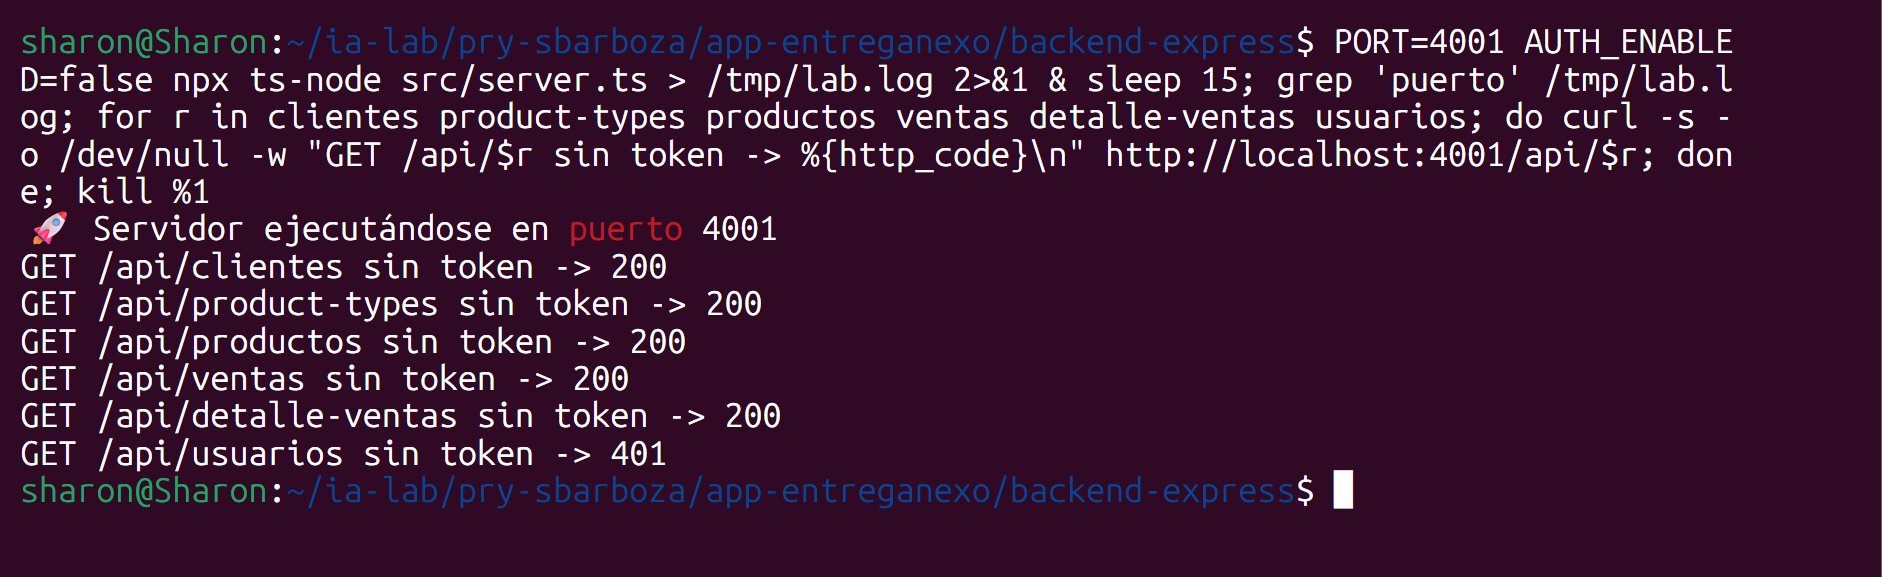 sharon@Sharon:~/ia-lab/pry-sbarboza/app-entreganexo/backend-express$ PORT=4001 AUTH_ENABLE
D=false npx ts-node src/server.ts > /tmp/lab.log 2>&1 & sleep 15; grep 'puerto' /tmp/lab.l
og; for r in clientes product-types productos ventas detalle-ventas usuarios; do curl -s -
o /dev/null -w "GET /api/$r sin token -> %{http_code}\n" http://localhost:4001/api/$r; don
e; kill %1
🚀 Servidor ejecutándose en puerto 4001
GET /api/clientes sin token -> 200
GET /api/product-types sin token -> 200
GET /api/productos sin token -> 200
GET /api/ventas sin token -> 200
GET /api/detalle-ventas sin token -> 200
GET /api/usuarios sin token -> 401
sharon@Sharon:~/ia-lab/pry-sbarboza/app-entreganexo/backend-express$